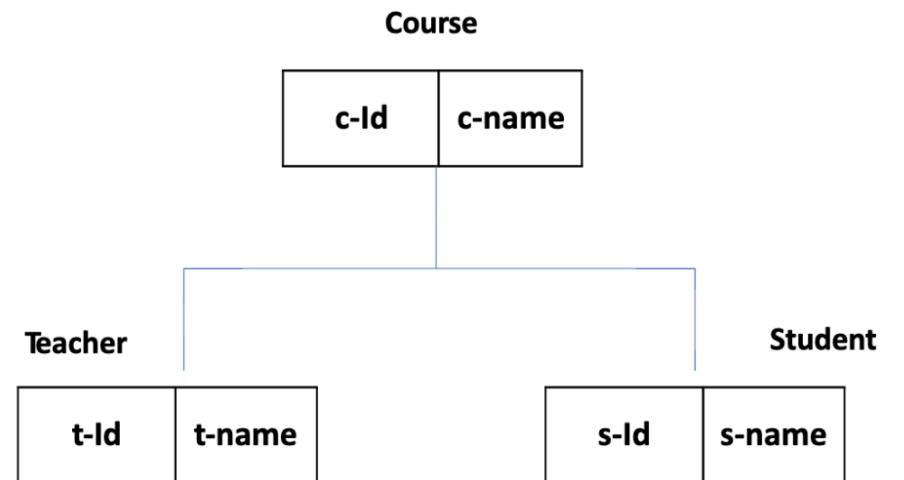 Course
c-Id c-name
Teacher
Student
t-Id t-name
s-Id s-name